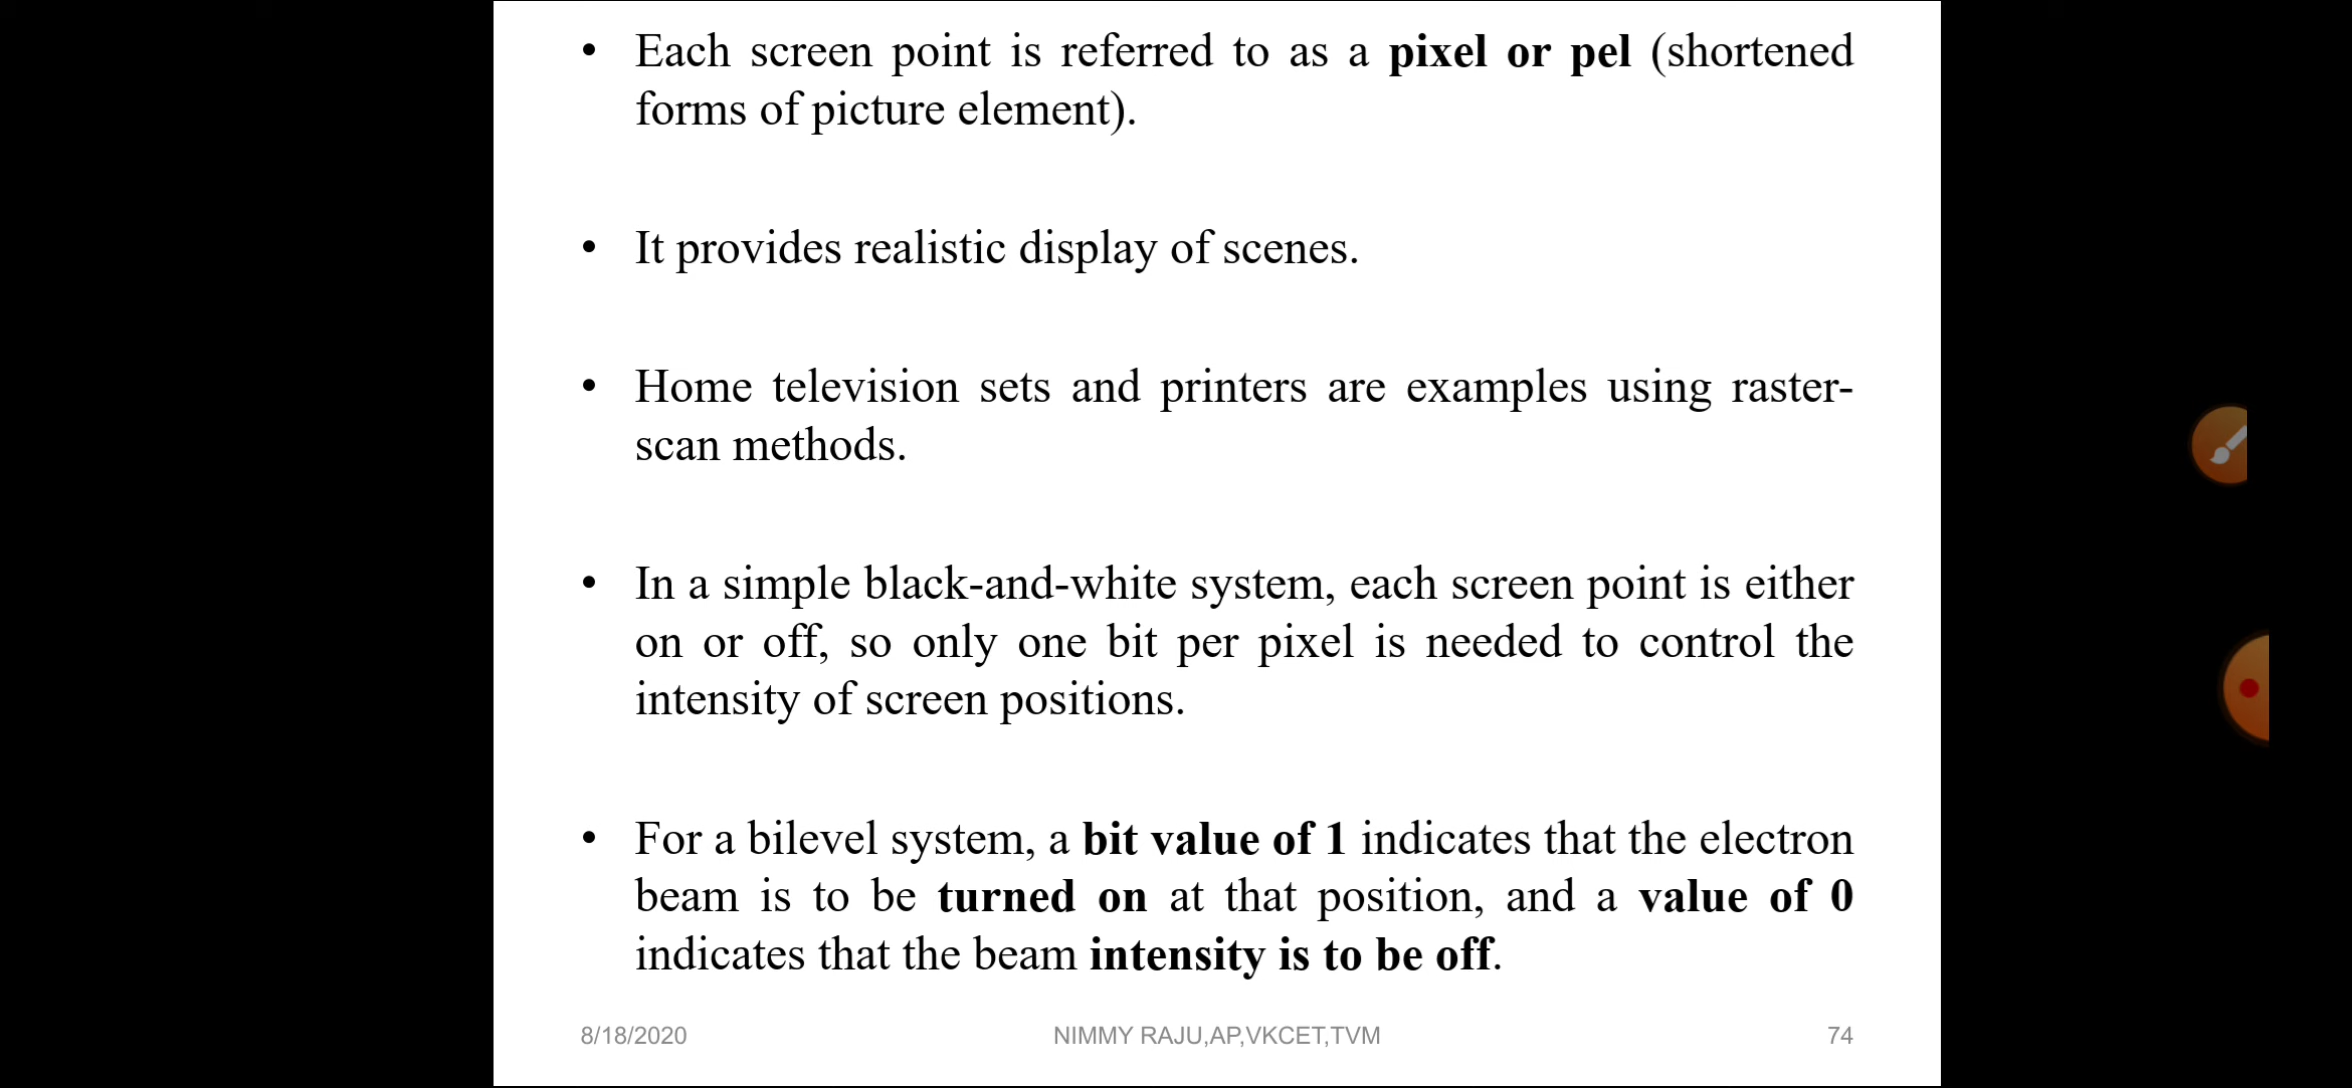 • Each screen point is referred to as a pixel or pel (shortened
forms of picture element).
• It provides realistic display of scenes.
• Home television sets and printers are examples using raster-
scan methods.
• In a simple black-and-white system, each screen point is either
on or off, so only one bit per pixel is needed to control the
intensity of screen positions.
• For a bilevel system, a bit value of 1 indicates that the electron
beam is to be turned on at that position, and a value of 0
indicates that the beam intensity is to be off.
8/18/2020 NIMMY RAJU,AP,VKCET,TVM 74